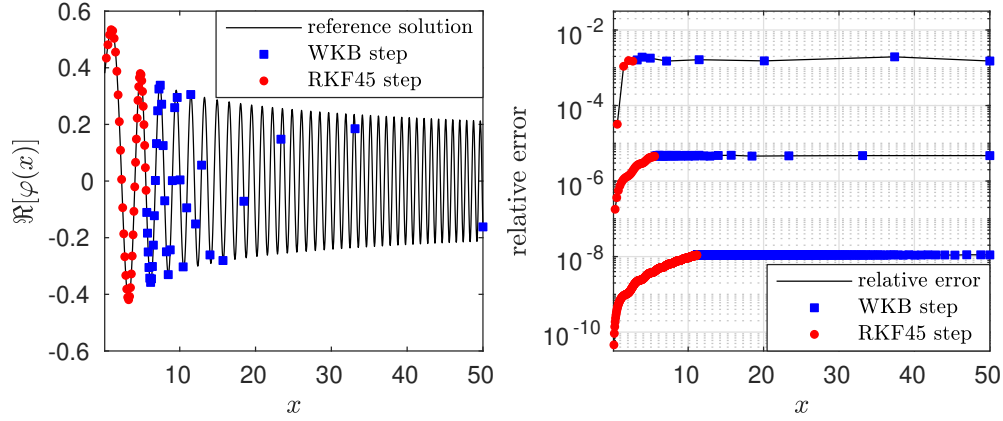 0.6
0.4
0.2
0
-0.2
-0.4
-0.6
ℜ[φ(x)]
10
20
30
40
50
x
reference solution
WKB step
RKF45 step
10⁻²
10⁻⁴
10⁻⁶
10⁻⁸
10⁻¹⁰
relative error
10
20
30
40
50
x
relative error
WKB step
RKF45 step